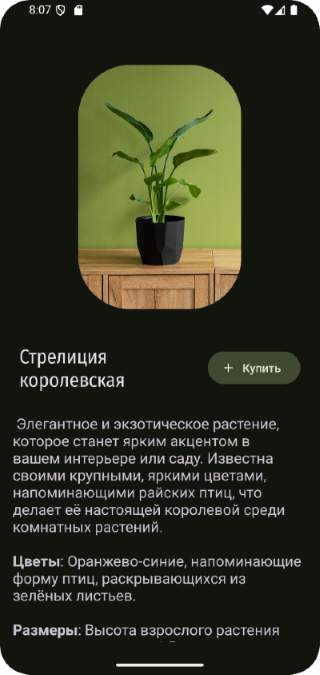 8:07
Стрелиция
королевская
+ Купить
Элегантное и экзотическое растение,
которое станет ярким акцентом в
вашем интерьере или саду. Известна
своими крупными, яркими цветами,
напоминающими райских птиц, что
делает её настоящей королевой среди
комнатных растений.
Цветы: Оранжево-синие, напоминающие
форму птиц, раскрывающихся из
зелёных листьев.
Размеры: Высота взрослого растения